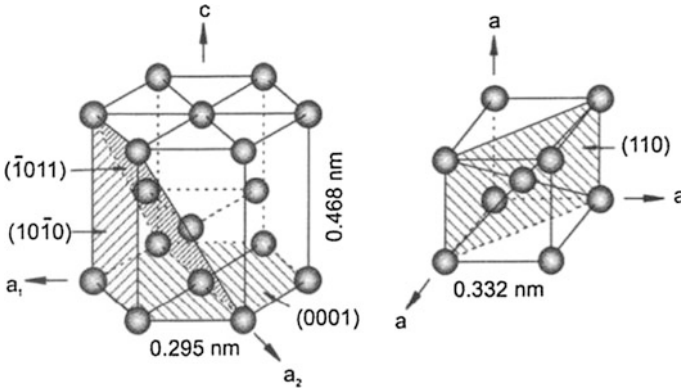 c
a
(1̄011)
(101̄0)
0.468 nm
(110)
a
a₁
(0001)
0.295 nm
a₂
a
0.332 nm